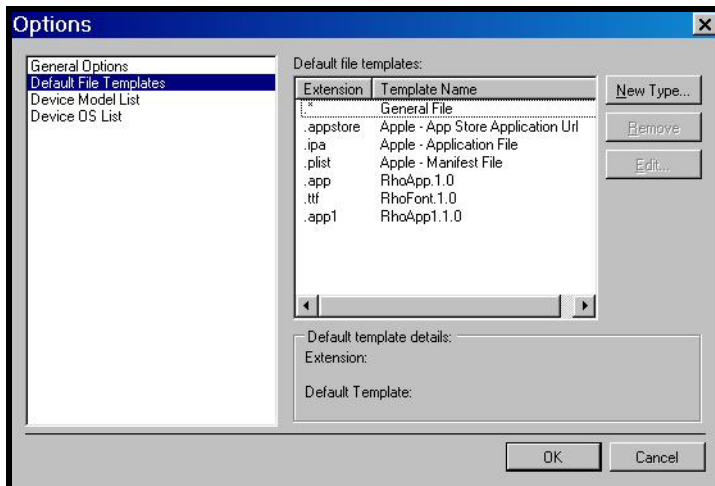 Options
General Options
Default File Templates
Device Model List
Device OS List
Default file templates:
Extension Template Name
.* General File
.appstore Apple - App Store Application Url
.ipa Apple - Application File
.plist Apple - Manifest File
.app RhoApp.1.0
.ttf RhoFont.1.0
.app1 RhoApp1.1.0
New Type...
Remove
Edit...
Default template details:
Extension:
Default Template:
OK
Cancel